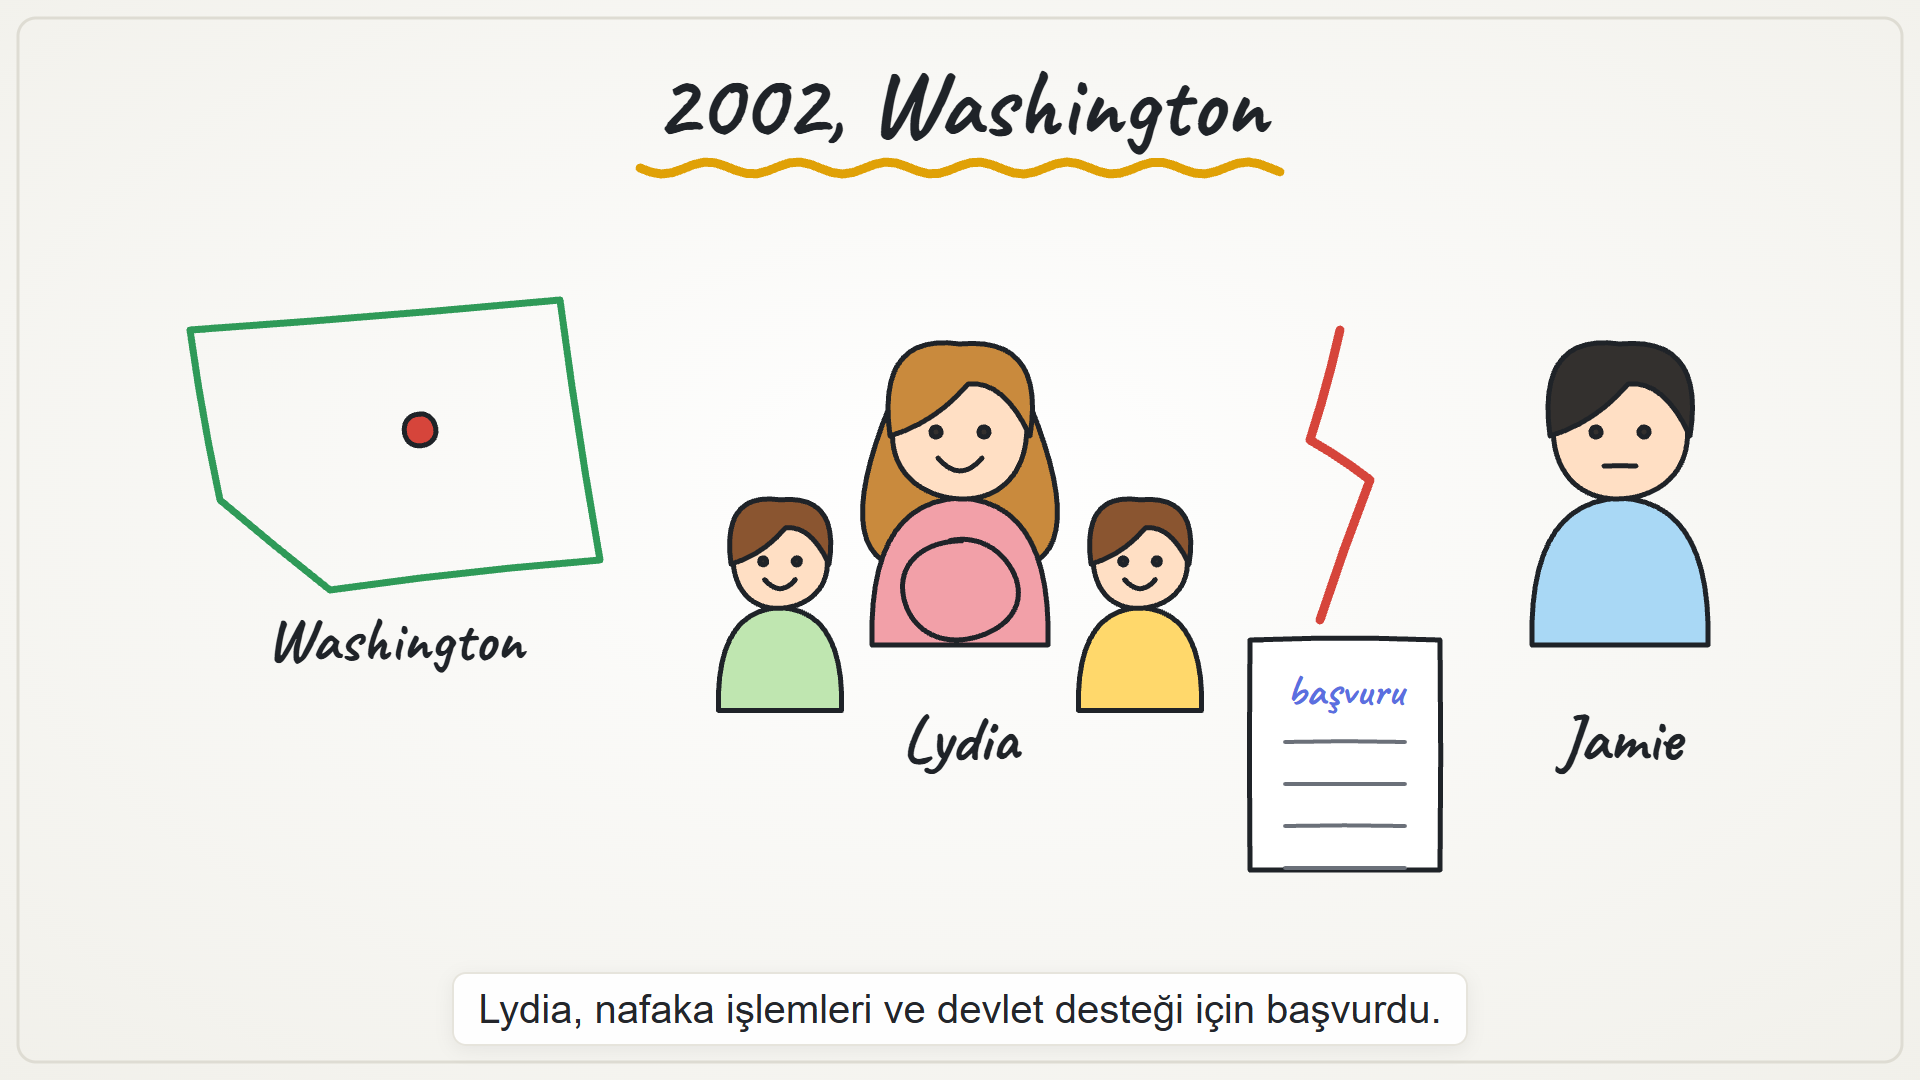 2002, Washington
Washington
Lydia
başvuru
Jamie
Lydia, nafaka işlemleri ve devlet desteği için başvurdu.